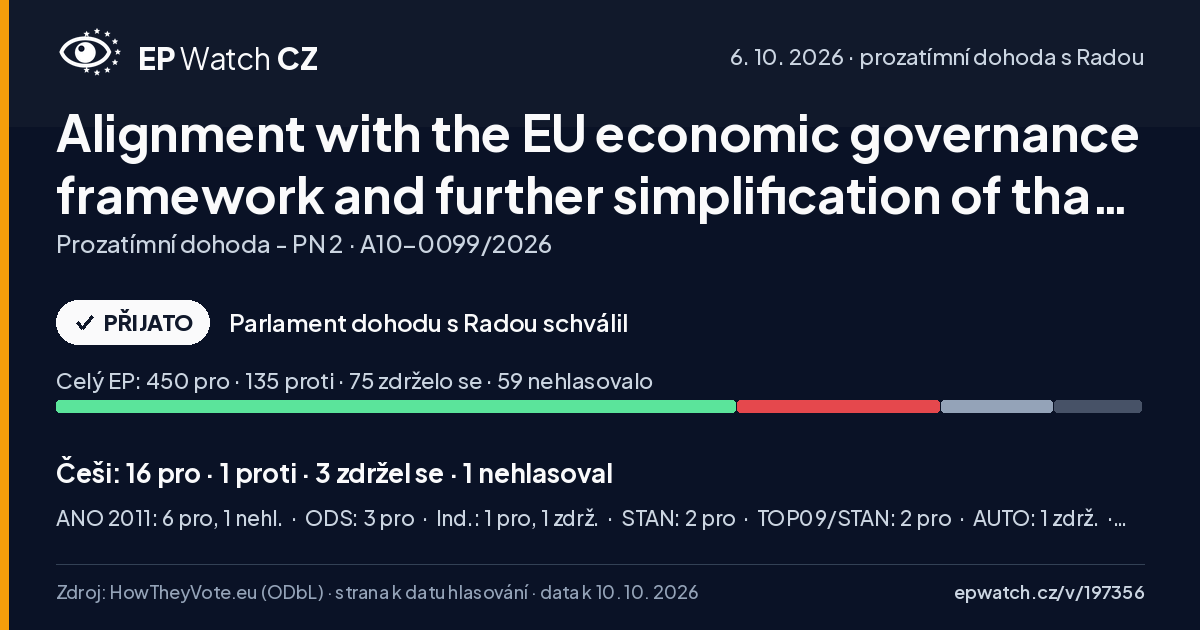 EP Watch CZ
6. 10. 2026 · prozatímní dohoda s Radou
Alignment with the EU economic governance
framework and further simplification of tha…
Prozatímní dohoda - PN 2 · A10-0099/2026
✓ PŘIJATO
Parlament dohodu s Radou schválil
Celý EP: 450 pro · 135 proti · 75 zdrželo se · 59 nehlasovalo
Češi: 16 pro · 1 proti · 3 zdržel se · 1 nehlasoval
ANO 2011: 6 pro, 1 nehl. · ODS: 3 pro · Ind.: 1 pro, 1 zdrž. · STAN: 2 pro · TOP09/STAN: 2 pro · AUTO: 1 zdrž. ·…
Zdroj: HowTheyVote.eu (ODbL) · strana k datu hlasování · data k 10. 10. 2026
epwatch.cz/v/197356